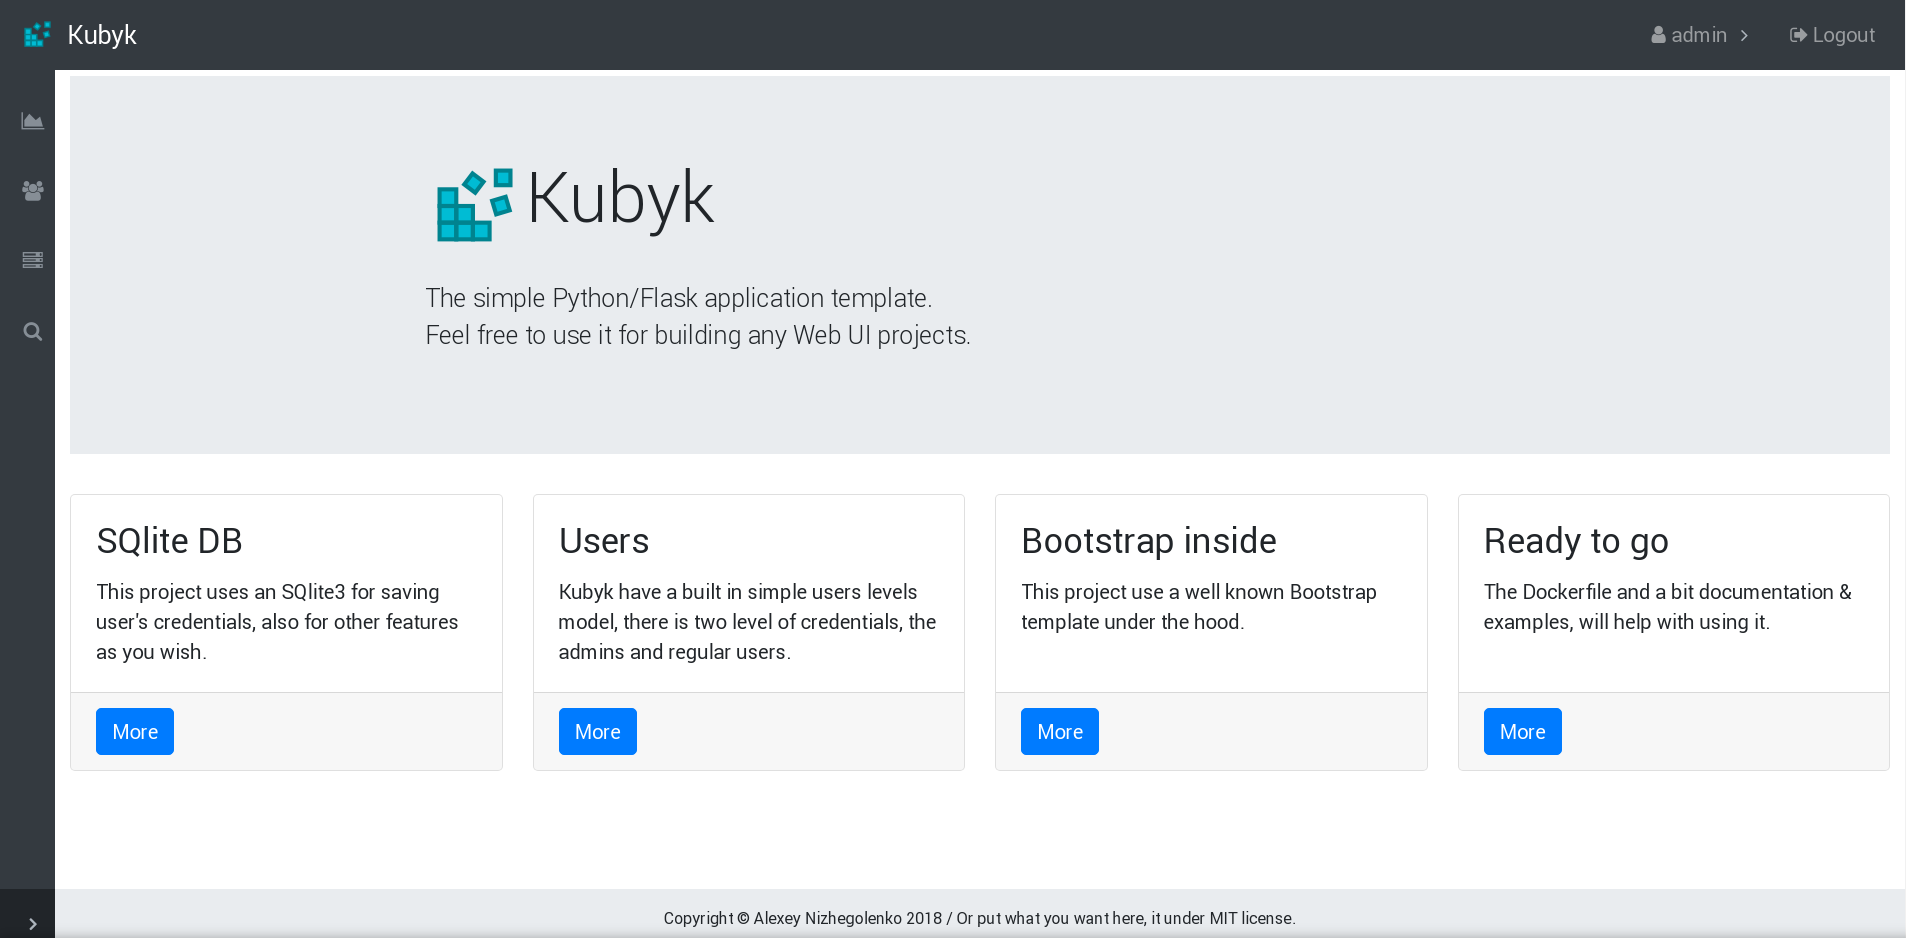 Kubyk
admin
Logout
Kubyk
The simple Python/Flask application template.
Feel free to use it for building any Web UI projects.
SQlite DB
This project uses an SQlite3 for saving
user's credentials, also for other features
as you wish.
More
Users
Kubyk have a built in simple users levels
model, there is two level of credentials, the
admins and regular users.
More
Bootstrap inside
This project use a well known Bootstrap
template under the hood.
More
Ready to go
The Dockerfile and a bit documentation &
examples, will help with using it.
More
Copyright © Alexey Nizhegolenko 2018 / Or put what you want here, it under MIT license.